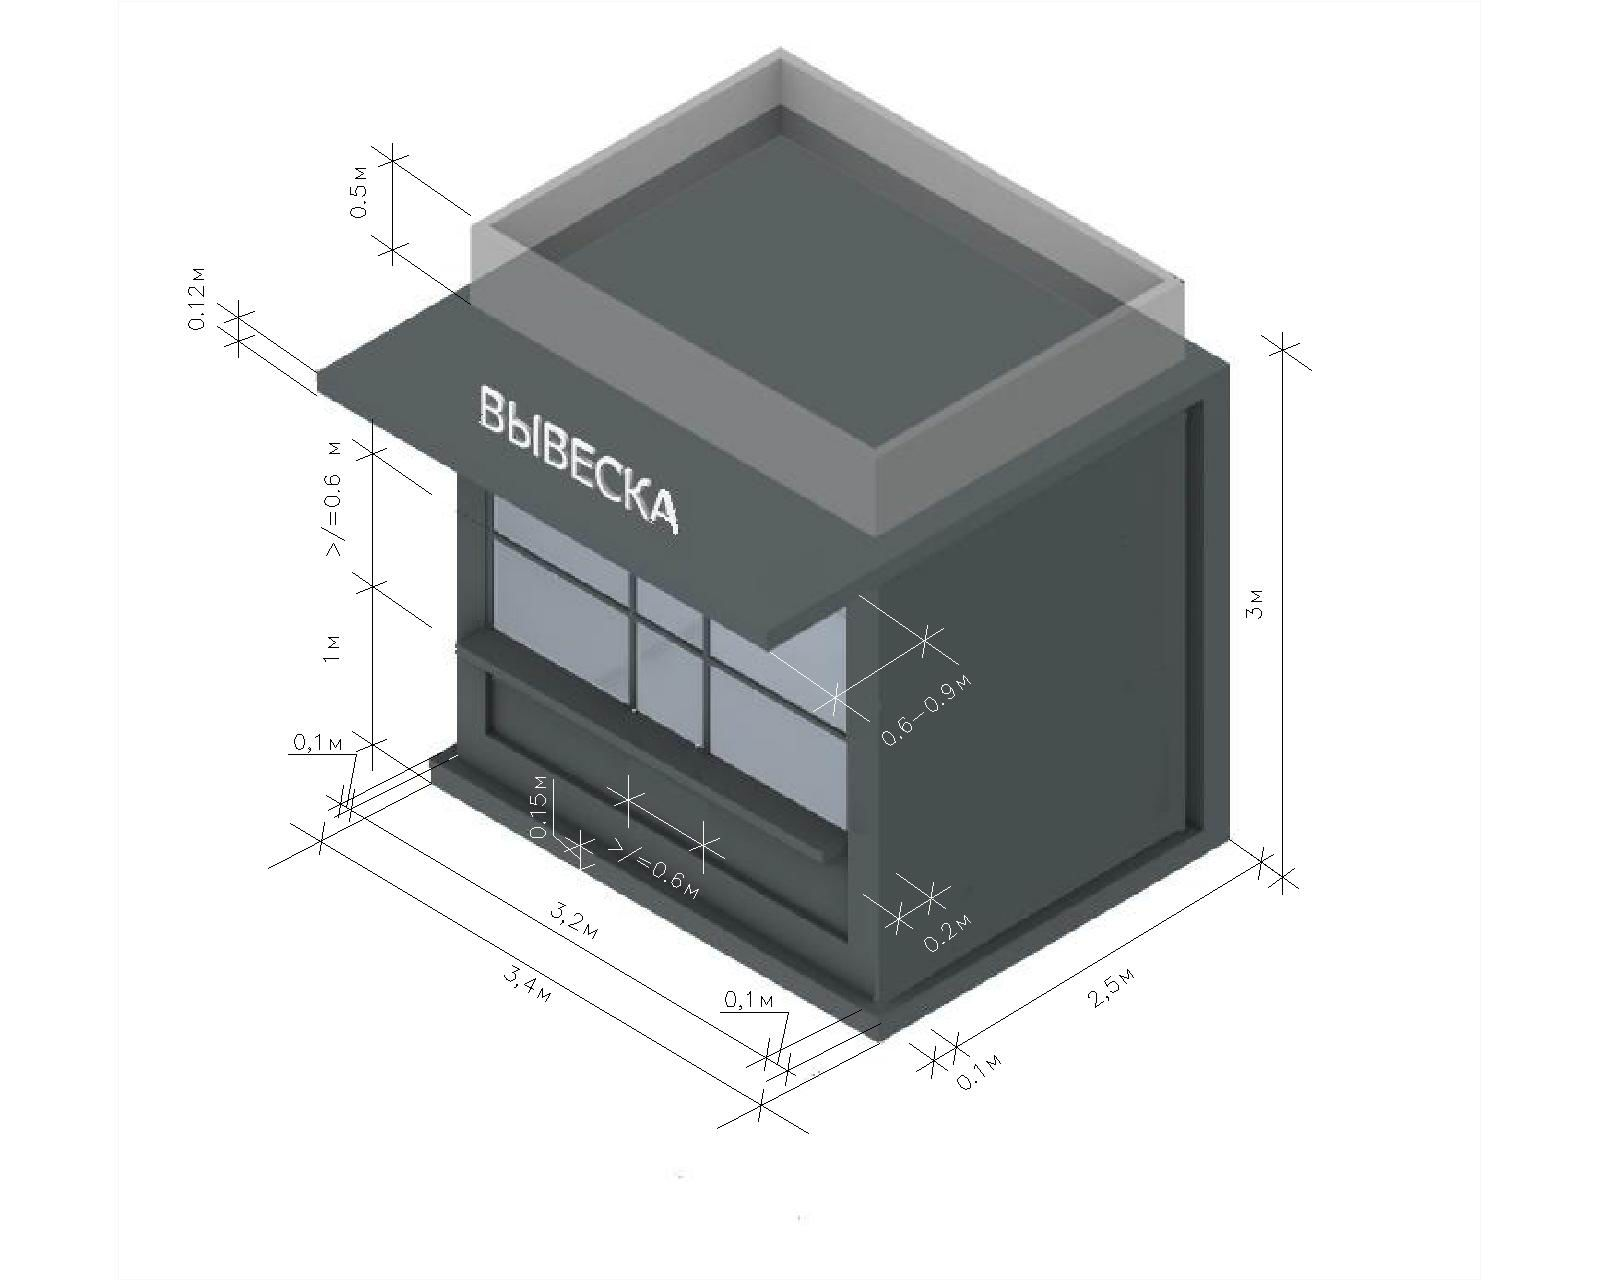 0.5м
0.12м
ВЫВЕСКА
>/=0.6 м
3м
1м
0.6-0.9м
0,1м
0.15м
>/=0.6м
0.2м
3,2м
3,4м
0,1м
2,5м
0.1м